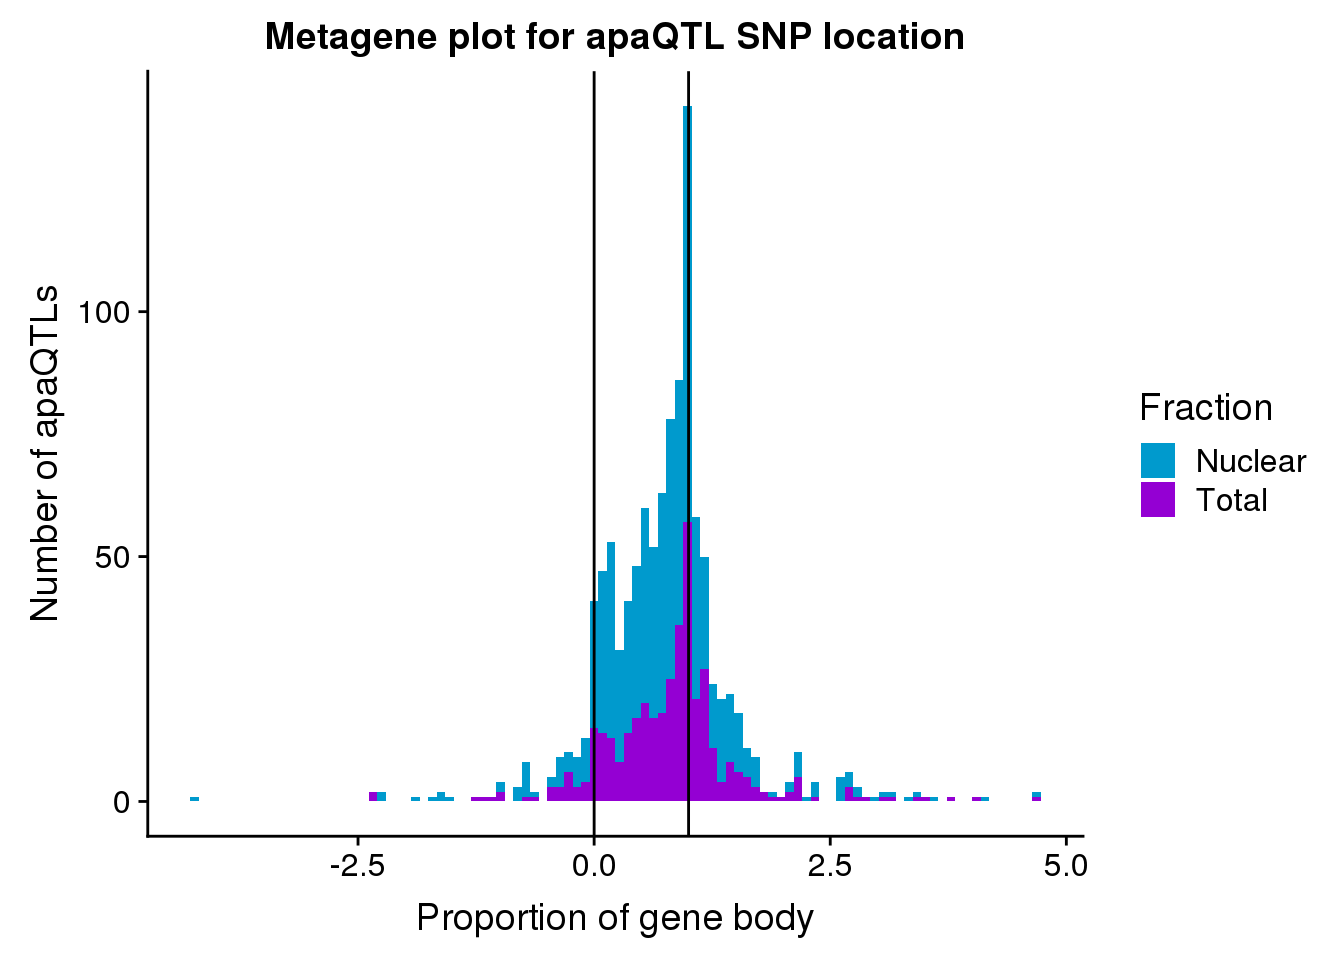 Metagene plot for apaQTL SNP location
Number of apaQTLs
100
50
0
-2.5
0.0
2.5
5.0
Proportion of gene body
Fraction
Nuclear
Total